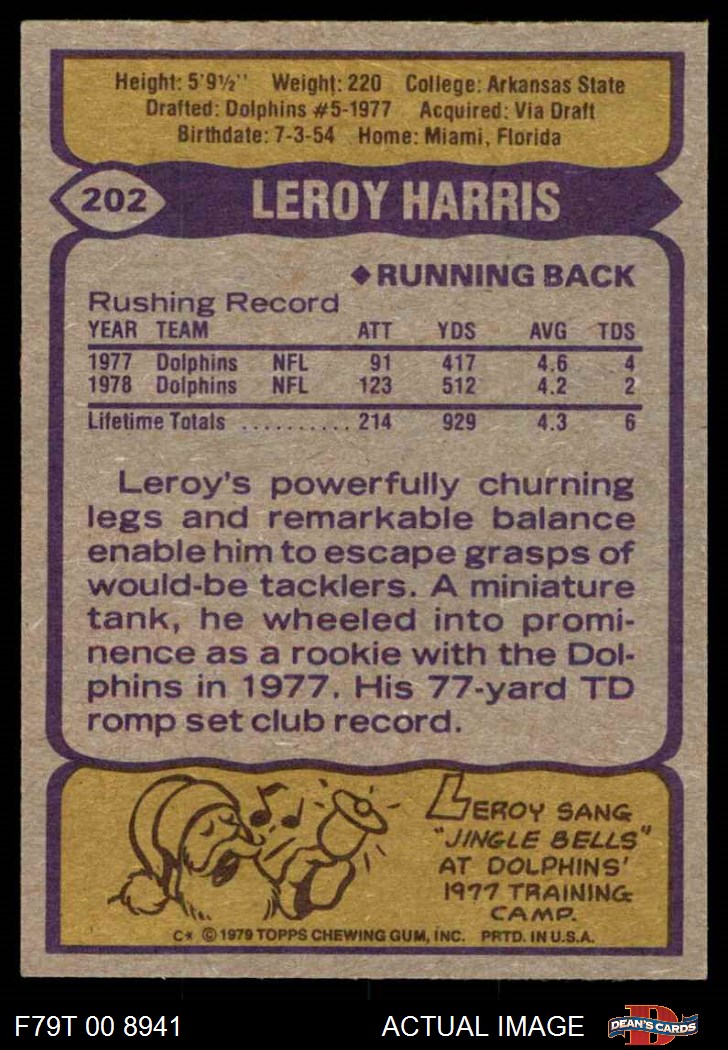 Height: 5'9½'' Weight: 220 College: Arkansas State
Drafted: Dolphins #5-1977 Acquired: Via Draft
Birthdate: 7-3-54 Home: Miami, Florida
202 LEROY HARRIS
◆RUNNING BACK
Rushing Record
YEAR TEAM ATT YDS AVG TDS
1977 Dolphins NFL 91 417 4.6 4
1978 Dolphins NFL 123 512 4.2 2
Lifetime Totals .......... 214 929 4.3 6
Leroy's powerfully churning
legs and remarkable balance
enable him to escape grasps of
would-be tacklers. A miniature
tank, he wheeled into promi-
nence as a rookie with the Dol-
phins in 1977. His 77-yard TD
romp set club record.
LEROY SANG
"JINGLE BELLS"
AT DOLPHINS'
1977 TRAINING
CAMP.
C* © 1979 TOPPS CHEWING GUM, INC. PRTD. IN U.S.A.
F79T 00 8941 ACTUAL IMAGE D DEAN'S CARDS